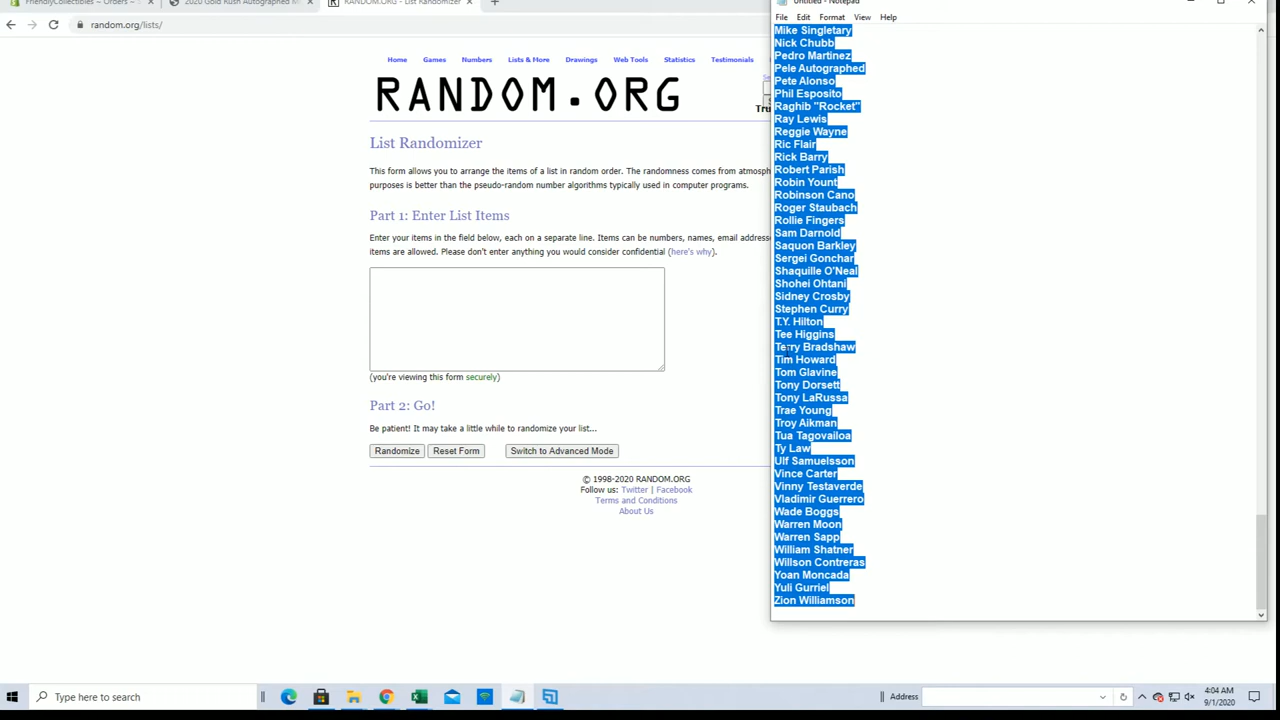 FriendlyCollectibles ~ Orders ~
2020 Gold Rush Autographed M
RANDOM.ORG - List Randomizer
random.org/lists/
Home Games Numbers Lists & More Drawings Web Tools Statistics Testimonials
RANDOM.ORG
List Randomizer
This form allows you to arrange the items of a list in random order. The randomness comes from atmosph
purposes is better than the pseudo-random number algorithms typically used in computer programs.
Part 1: Enter List Items
Enter your items in the field below, each on a separate line. Items can be numbers, names, email addresse
items are allowed. Please don't enter anything you would consider confidential (here's why).
(you're viewing this form securely)
Part 2: Go!
Be patient! It may take a little while to randomize your list...
Randomize Reset Form Switch to Advanced Mode
© 1998-2020 RANDOM.ORG
Follow us: Twitter | Facebook
Terms and Conditions
About Us
Untitled - Notepad
File Edit Format View Help
Mike Singletary
Nick Chubb
Pedro Martinez
Pele Autographed
Pete Alonso
Phil Esposito
Raghib "Rocket"
Ray Lewis
Reggie Wayne
Ric Flair
Rick Barry
Robert Parish
Robin Yount
Robinson Cano
Roger Staubach
Rollie Fingers
Sam Darnold
Saquon Barkley
Sergei Gonchar
Shaquille O'Neal
Shohei Ohtani
Sidney Crosby
Stephen Curry
T.Y. Hilton
Tee Higgins
Terry Bradshaw
Tim Howard
Tom Glavine
Tony Dorsett
Tony LaRussa
Trae Young
Troy Aikman
Tua Tagovailoa
Ty Law
Ulf Samuelsson
Vince Carter
Vinny Testaverde
Vladimir Guerrero
Wade Boggs
Warren Moon
Warren Sapp
William Shatner
Willson Contreras
Yoan Moncada
Yuli Gurriel
Zion Williamson
Type here to search
Address
4:04 AM
9/1/2020